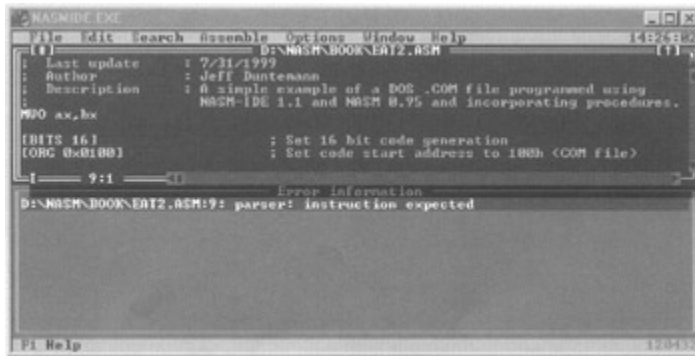 NASMIDE.EXE
File Edit Search Assemble Options Window Help 14:26:02
D:\NASM\BOOK\EAT2.ASM
; Last update : 7/31/1999
; Author : Jeff Duntemann
; Description : A simple example of a DOS .COM file programmed using
; NASM-IDE 1.1 and NASM 0.95 and incorporating procedures.
MVO ax,bx
[BITS 16] ; Set 16 bit code generation
[ORG 0x0100] ; Set code start address to 100h (COM file)
9:1
Error information
D:\NASM\BOOK\EAT2.ASM:9: parser: instruction expected
F1 Help